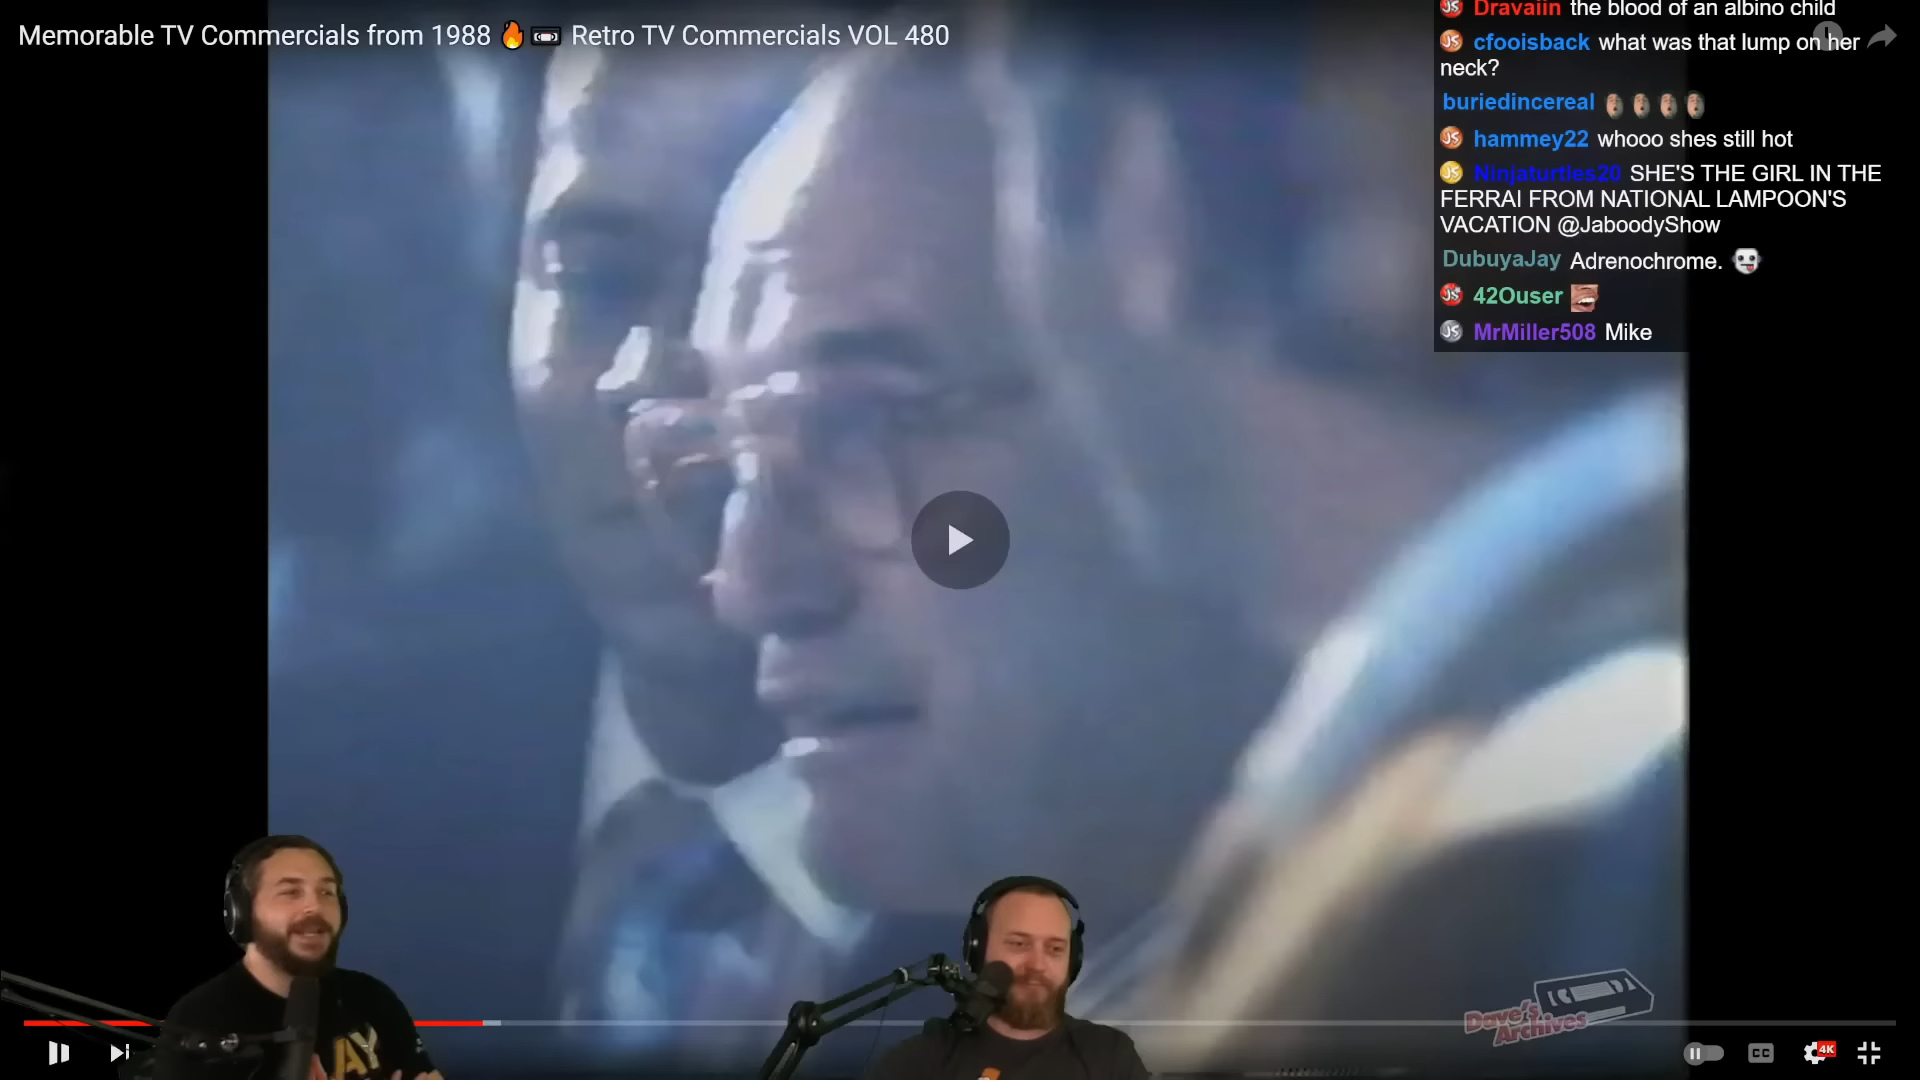 Memorable TV Commercials from 1988 🔥📼 Retro TV Commercials VOL 480
Dravaiin the blood of an albino child
cfooisback what was that lump on her
neck?
buriedincereal
hammey22 whooo shes still hot
Ninjaturtles20 SHE'S THE GIRL IN THE
FERRAI FROM NATIONAL LAMPOON'S
VACATION @JaboodyShow
DubuyaJay Adrenochrome.
42Ouser
MrMiller508 Mike
Dave's
Archives
CC
4K